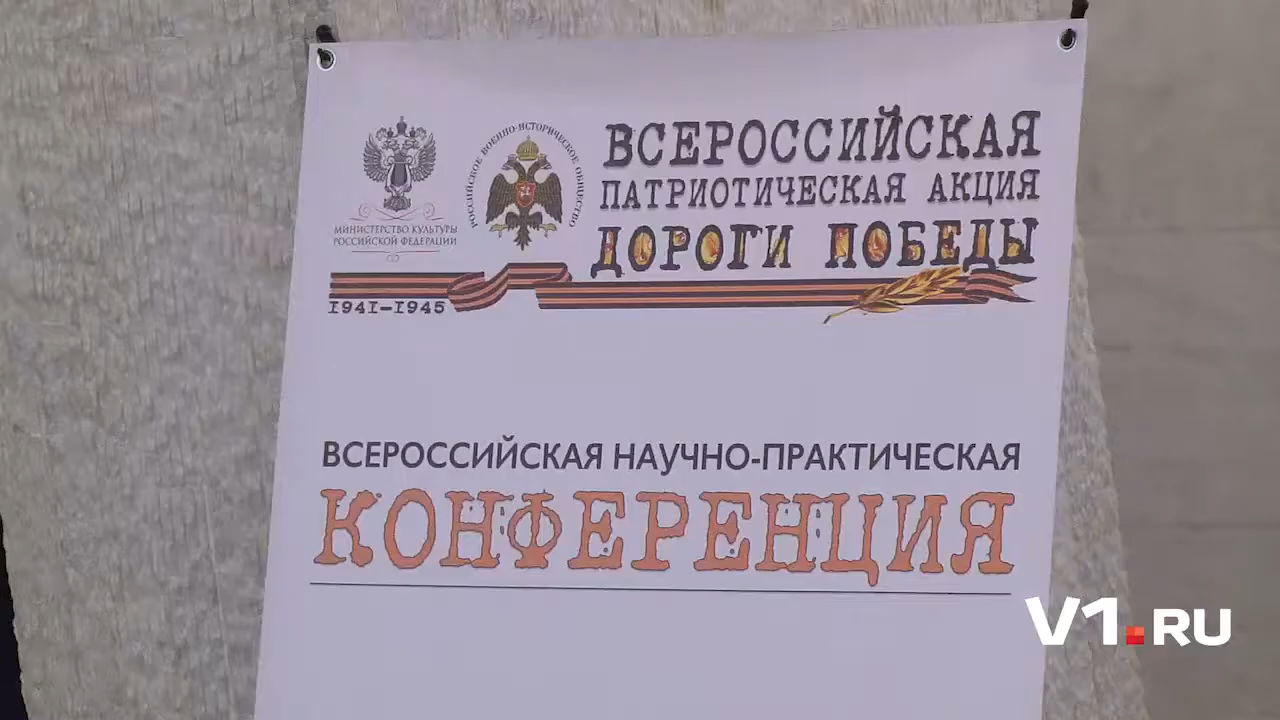 МИНИСТЕРСТВО КУЛЬТУРЫ
РОССИЙСКОЙ ФЕДЕРАЦИИ
РОССИЙСКОЕ ВОЕННО-ИСТОРИЧЕСКОЕ ОБЩЕСТВО
ВСЕРОССИЙСКАЯ
ПАТРИОТИЧЕСКАЯ АКЦИЯ
ДОРОГИ ПОБЕДЫ
1941-1945
ВСЕРОССИЙСКАЯ НАУЧНО-ПРАКТИЧЕСКАЯ
КОНФЕРЕНЦИЯ
V1.RU